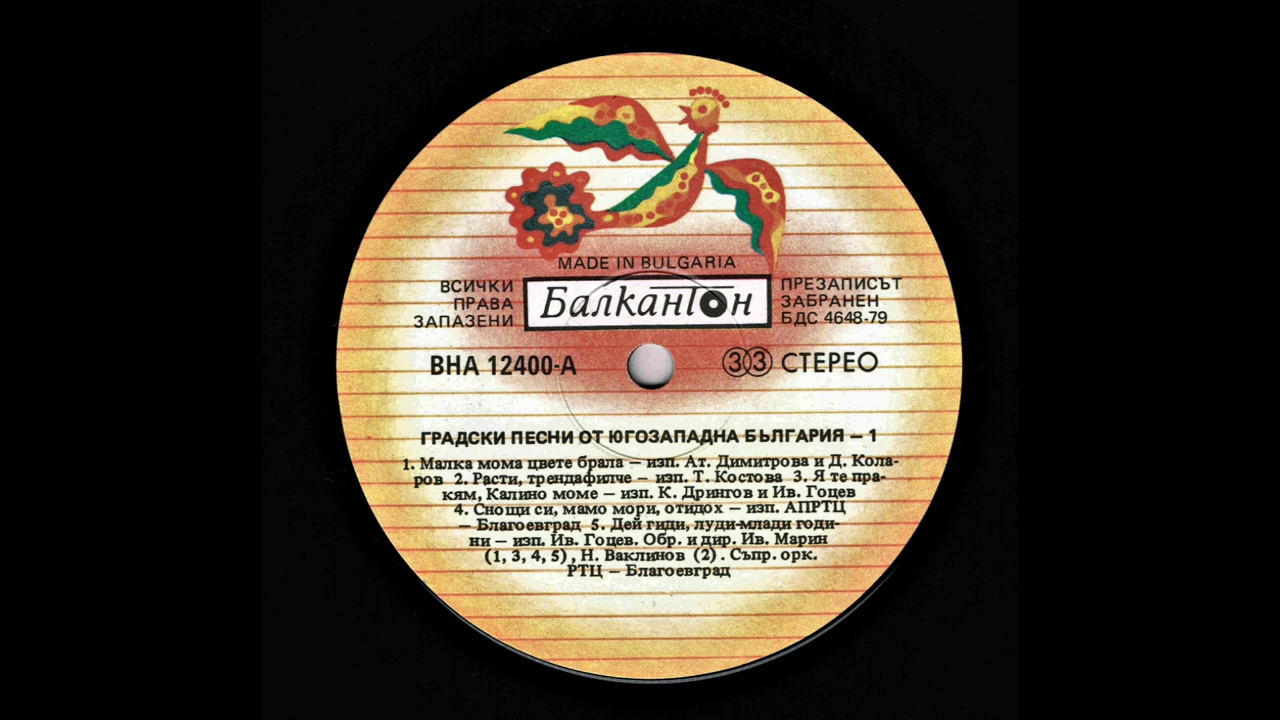 MADE IN BULGARIA
ВСИЧКИ
ПРАВА
ЗАПАЗЕНИ
Балкантон
ПРЕЗАПИСЪТ
ЗАБРАНЕН
БДС 4648-79
ВНА 12400-А
33 СТЕРЕО
ГРАДСКИ ПЕСНИ ОТ ЮГОЗАПАДНА БЪЛГАРИЯ – 1
1. Малка мома цвете брала – изп. Ат. Димитрова и Д. Кола-
ров 2. Расти, трендафилче – изп. Т. Костова 3. Я те пра-
кям, Калино моме – изп. К. Дрингов и Ив. Гоцев
4. Снощи си, мамо мори, отидох – изп. АПРТЦ
– Благоевград 5. Дей гиди, луди-млади годи-
ни – изп. Ив. Гоцев. Обр. и дир. Ив. Марин
(1, 3, 4, 5), Н. Ваклинов (2). Съпр. орк.
РТЦ – Благоевград